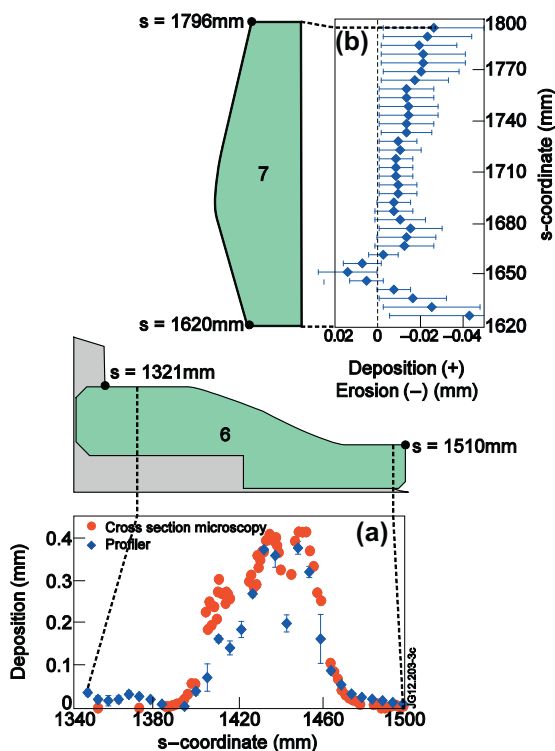 s = 1796mm
(b)
7
s = 1620mm
1800
1770
1740
1710
1680
1650
1620
s-coordinate (mm)
0.02 0 -0.02 -0.04
Deposition (+)
Erosion (-) (mm)
s = 1321mm
6
s = 1510mm
(a)
Cross section microscopy
Profiler
0.4
0.3
0.2
0.1
0
Deposition (mm)
1340 1380 1420 1460 1500
s-coordinate (mm)
JG12.203-3c